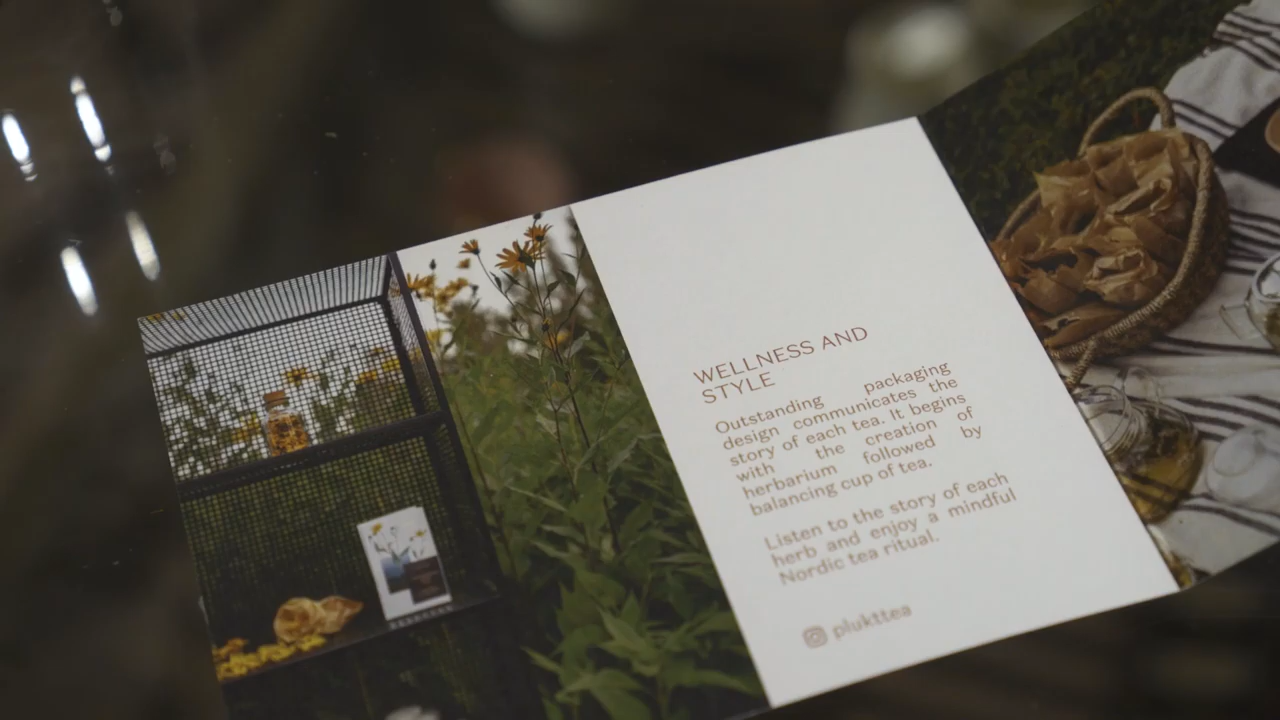 WELLNESS AND
STYLE
Outstanding packaging
design communicates the
story of each tea. It begins
with the creation of
herbarium followed by
balancing cup of tea.
Listen to the story of each
herb and enjoy a mindful
Nordic tea ritual.
plukttea